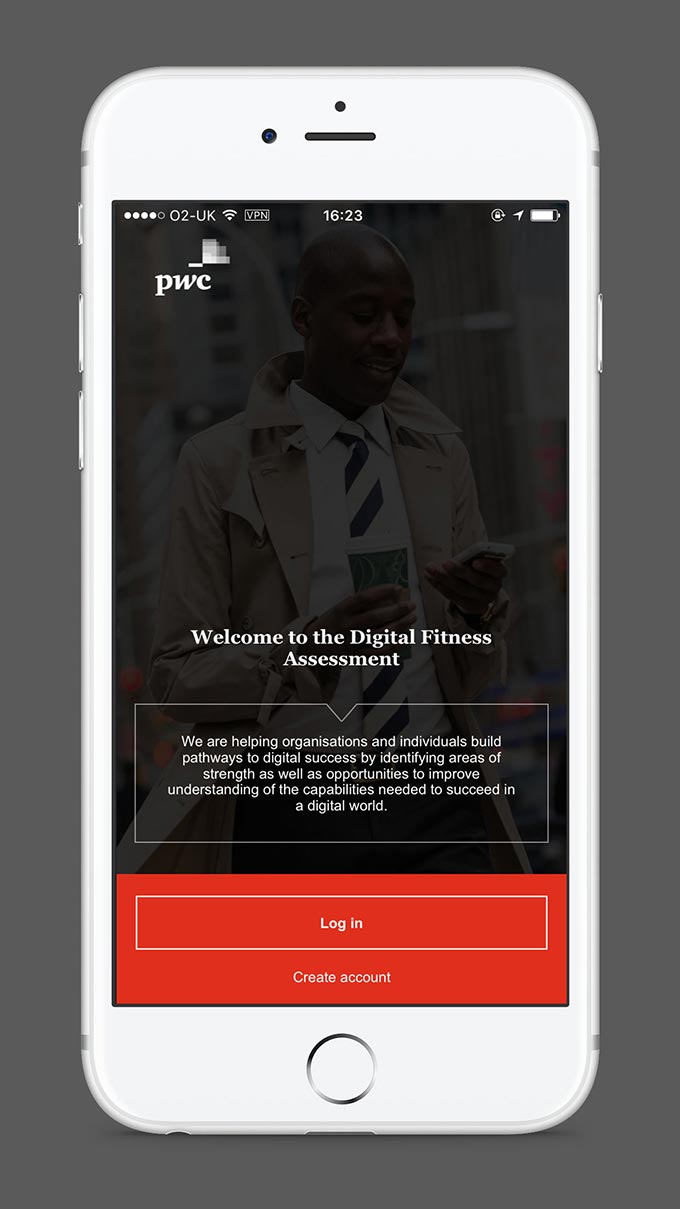 O2-UK VPN 16:23
pwc
Welcome to the Digital Fitness
Assessment
We are helping organisations and individuals build
pathways to digital success by identifying areas of
strength as well as opportunities to improve
understanding of the capabilities needed to succeed in
a digital world.
Log in
Create account